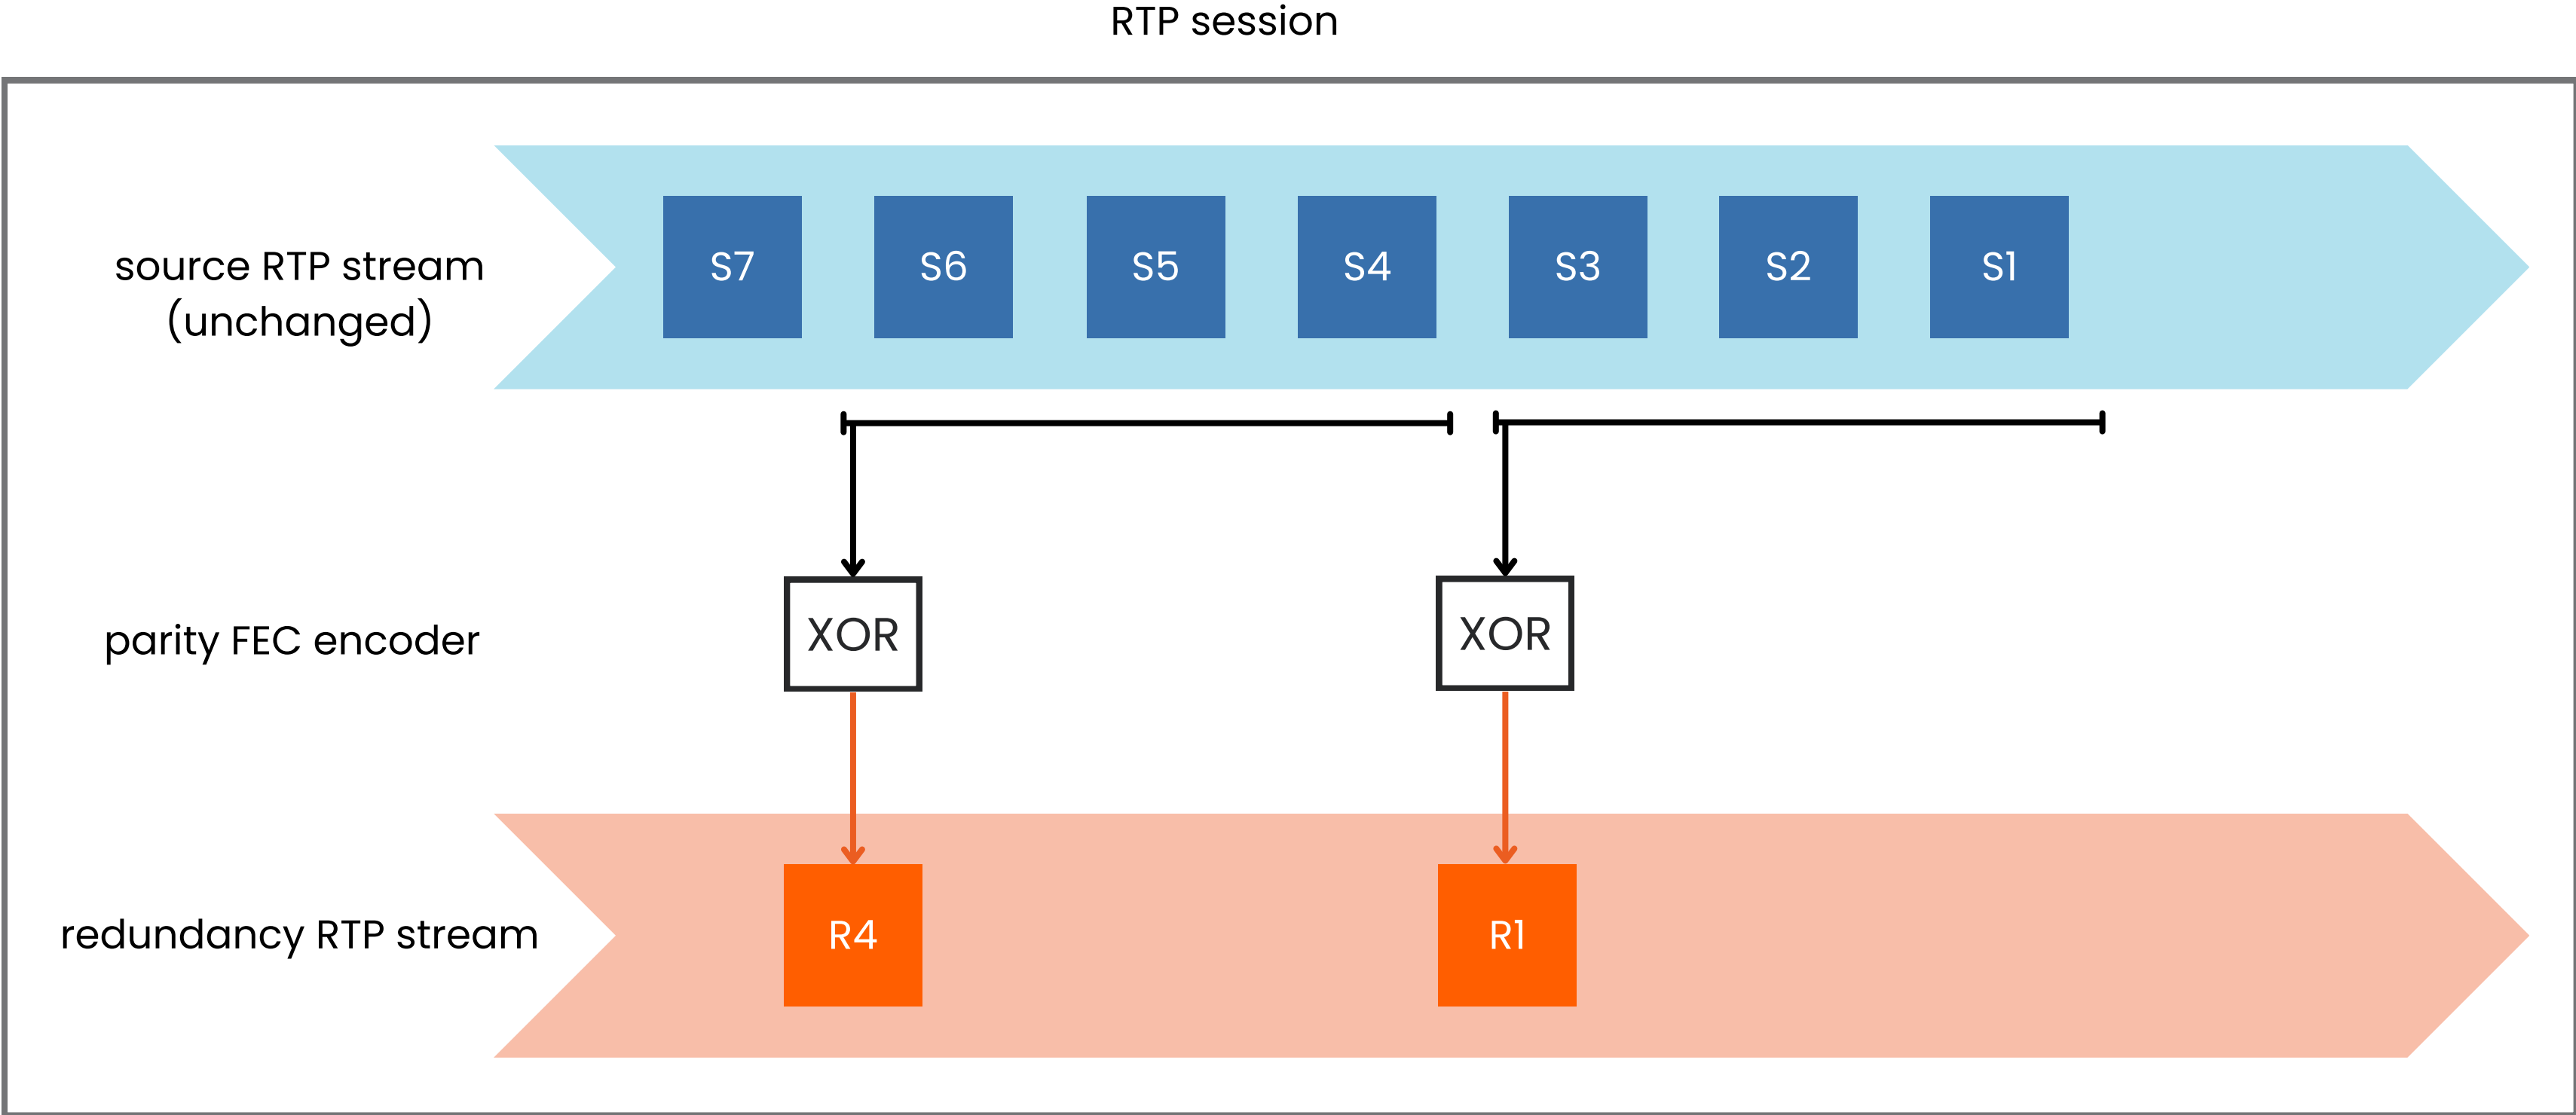 RTP session
S7 S6 S5 S4 S3 S2 S1
source RTP stream
(unchanged)
XOR XOR
parity FEC encoder
R4 R1
redundancy RTP stream